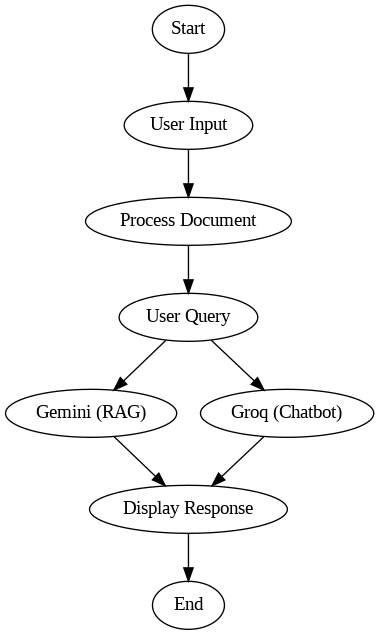 Start
User Input
Process Document
User Query
Gemini (RAG)
Groq (Chatbot)
Display Response
End